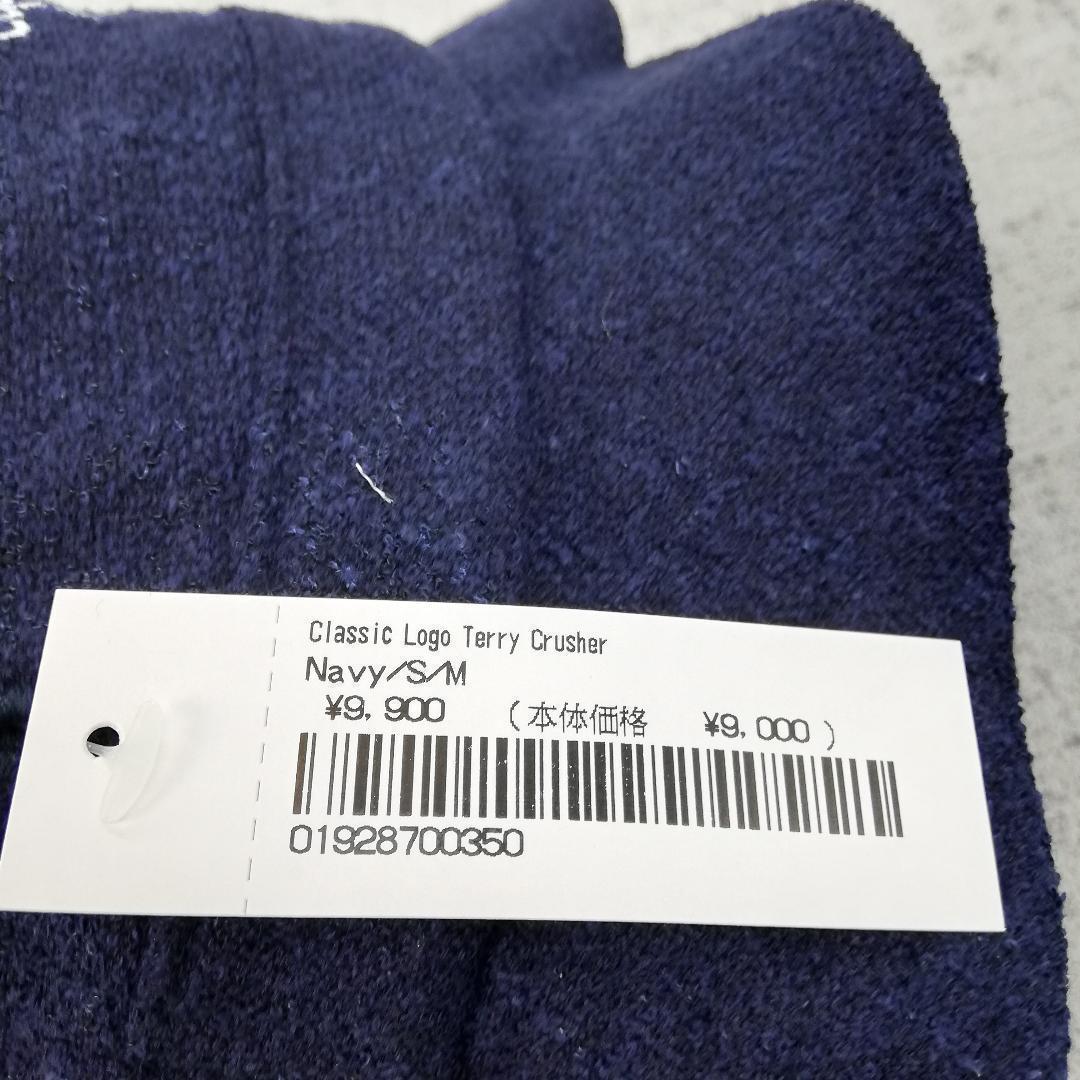 Classic Logo Terry Crusher
Navy/S/M
¥9,900 (本体価格 ¥9,000)
01928700350